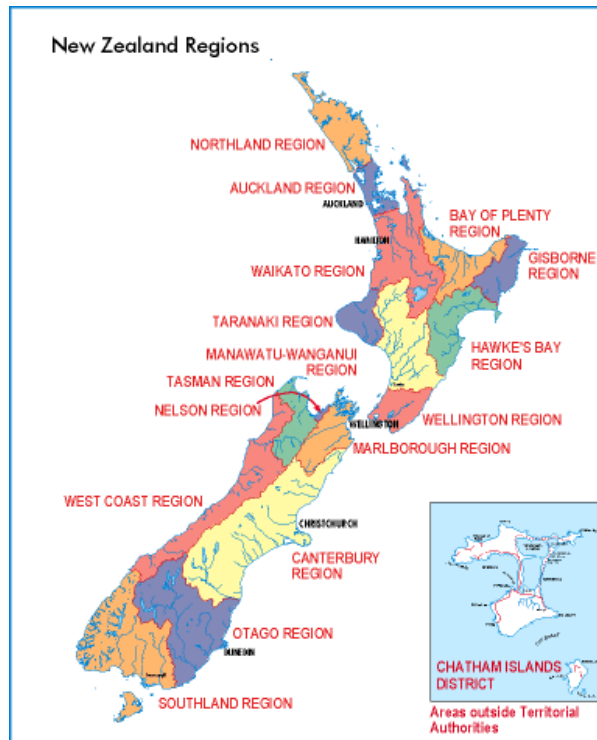 New Zealand Regions
NORTHLAND REGION
AUCKLAND REGION
AUCKLAND
BAY OF PLENTY
REGION
HAMILTON
GISBORNE
REGION
WAIKATO REGION
TARANAKI REGION
HAWKE'S BAY
REGION
MANAWATU-WANGANUI
REGION
TASMAN REGION
NELSON REGION
WELLINGTON REGION
WELLINGTON
MARLBOROUGH REGION
WEST COAST REGION
CHRISTCHURCH
CANTERBURY
REGION
OTAGO REGION
DUNEDIN
SOUTHLAND REGION
CHATHAM ISLANDS
DISTRICT
Areas outside Territorial
Authorities